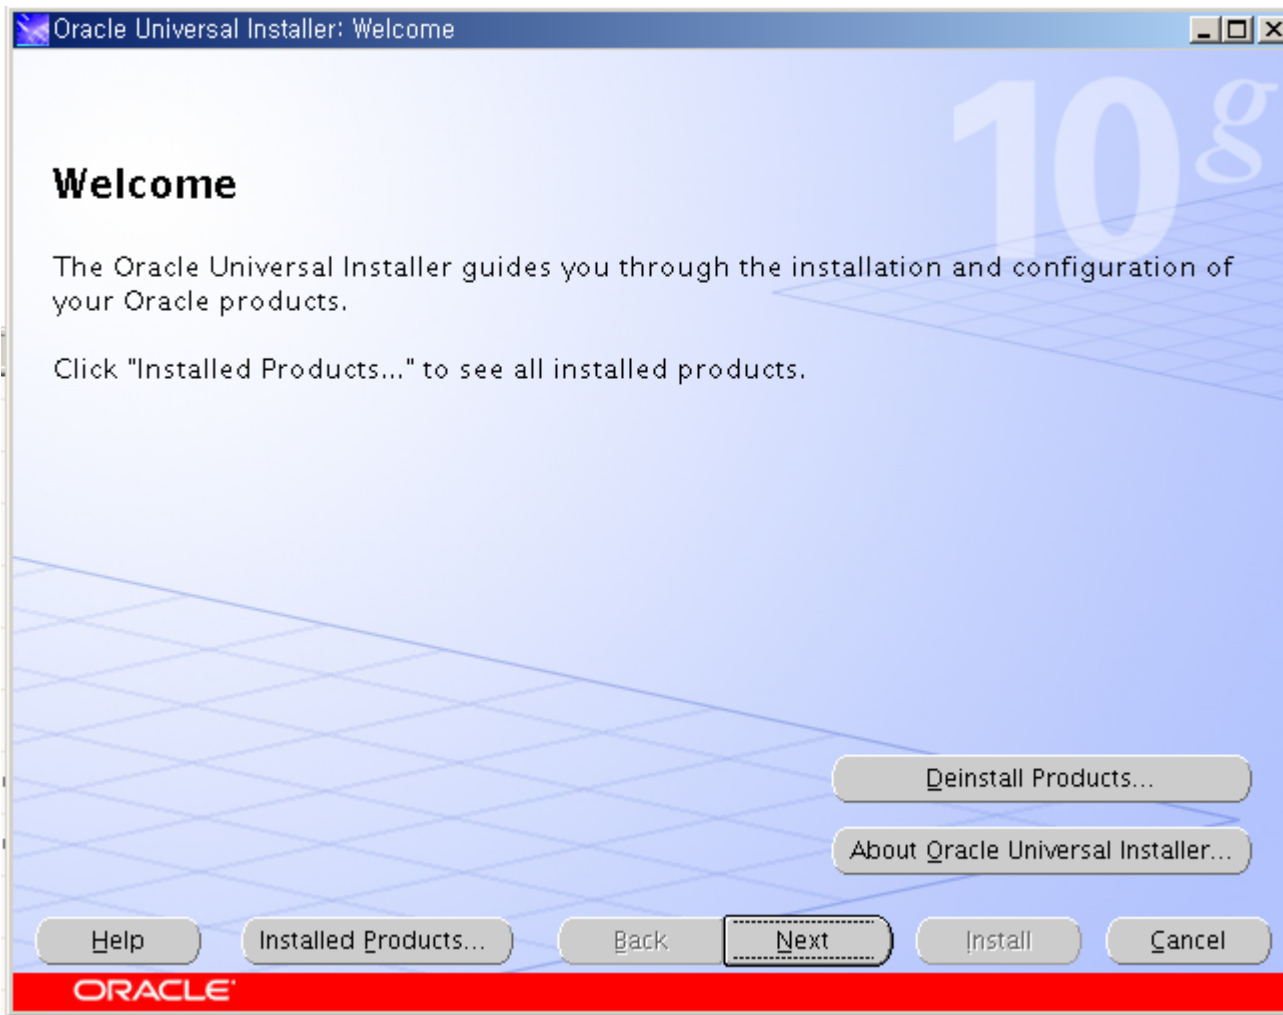 Oracle Universal Installer: Welcome
10g
Welcome
The Oracle Universal Installer guides you through the installation and configuration of
your Oracle products.
Click "Installed Products..." to see all installed products.
Deinstall Products...
About Oracle Universal Installer...
Help Installed Products... Back Next Install Cancel
ORACLE